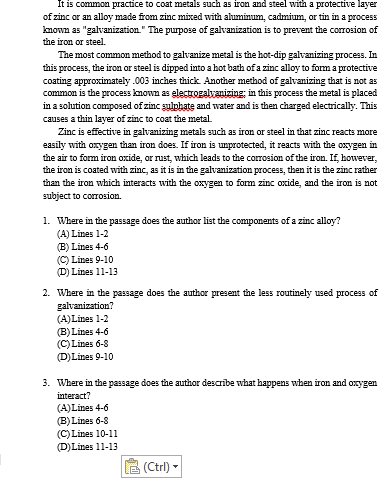 It is common practice to coat metals such as iron and steel with a protective layer
of zinc or an alloy made from zinc mixed with aluminum, cadmium, or tin in a process
known as "galvanization." The purpose of galvanization is to prevent the corrosion of
the iron or steel.
The most common method to galvanize metal is the hot-dip galvanizing process. In
this process, the iron or steel is dipped into a hot bath of a zinc alloy to form a protective
coating approximately .003 inches thick. Another method of galvanizing that is not as
common is the process known as electrogalvanizing; in this process the metal is placed
in a solution composed of zinc sulphate and water and is then charged electrically. This
causes a thin layer of zinc to coat the metal.
Zinc is effective in galvanizing metals such as iron or steel in that zinc reacts more
easily with oxygen than iron does. If iron is unprotected, it reacts with the oxygen in
the air to form iron oxide, or rust, which leads to the corrosion of the iron. If, however,
the iron is coated with zinc, as it is in the galvanization process, then it is the zinc rather
than the iron which interacts with the oxygen to form zinc oxide, and the iron is not
subject to corrosion.
1. Where in the passage does the author list the components of a zinc alloy?
(A) Lines 1-2
(B) Lines 4-6
(C) Lines 9-10
(D) Lines 11-13
2. Where in the passage does the author present the less routinely used process of
galvanization?
(A) Lines 1-2
(B) Lines 4-6
(C) Lines 6-8
(D) Lines 9-10
3. Where in the passage does the author describe what happens when iron and oxygen
interact?
(A) Lines 4-6
(B) Lines 6-8
(C) Lines 10-11
(D) Lines 11-13
(Ctrl)